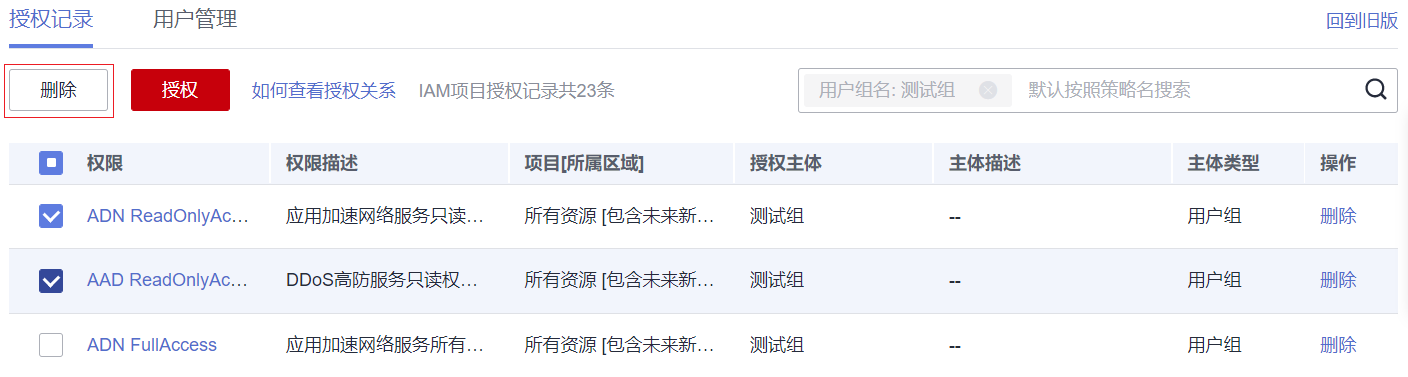 授权记录 用户管理 回到旧版
删除 授权 如何查看授权关系 IAM项目授权记录共23条 用户组名: 测试组 默认按照策略名搜索
权限 权限描述 项目[所属区域] 授权主体 主体描述 主体类型 操作
ADN ReadOnlyAc... 应用加速网络服务只读... 所有资源 [包含未来新... 测试组 -- 用户组 删除
AAD ReadOnlyAc... DDoS高防服务只读权... 所有资源 [包含未来新... 测试组 -- 用户组 删除
ADN FullAccess 应用加速网络服务所有... 所有资源 [包含未来新... 测试组 -- 用户组 删除